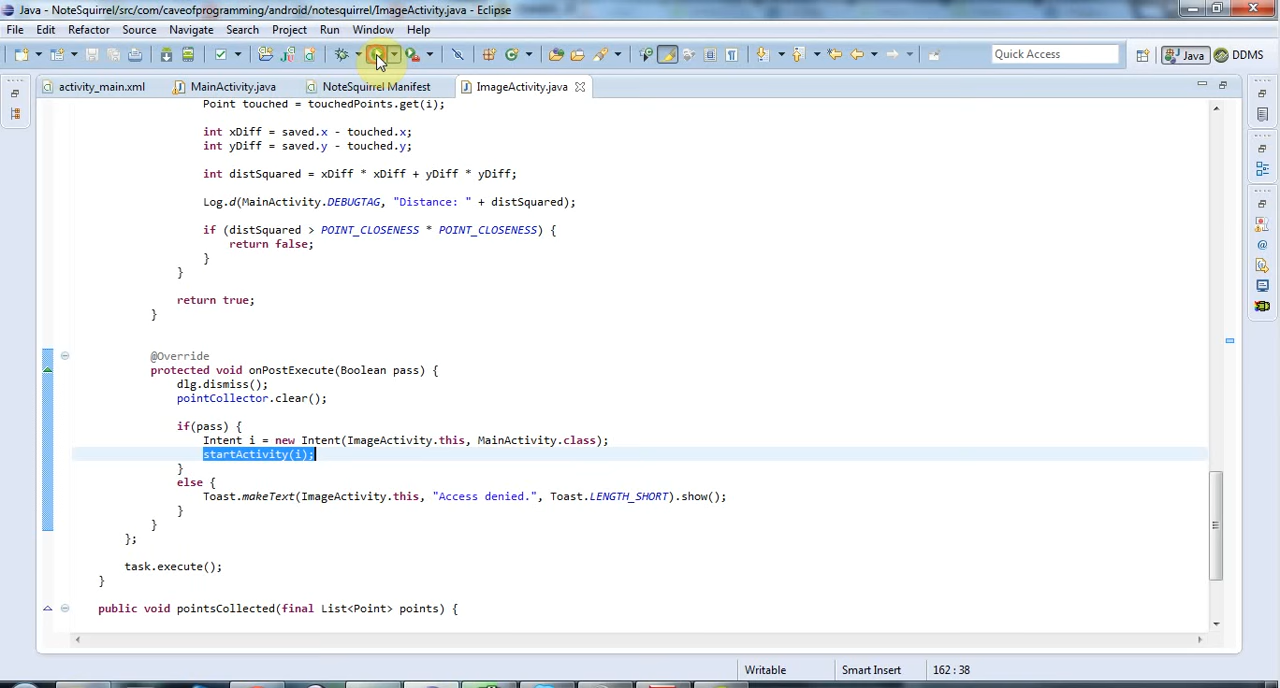 Java - NoteSquirrel/src/com/caveofprogramming/android/notesquirrel/ImageActivity.java - Eclipse
File Edit Refactor Source Navigate Search Project Run Window Help
Quick Access Java DDMS
activity_main.xml MainActivity.java NoteSquirrel Manifest ImageActivity.java
Point touched = touchedPoints.get(i);
int xDiff = saved.x - touched.x;
int yDiff = saved.y - touched.y;
int distSquared = xDiff * xDiff + yDiff * yDiff;
Log.d(MainActivity.DEBUGTAG, "Distance: " + distSquared);
if (distSquared > POINT_CLOSENESS * POINT_CLOSENESS) {
return false;
}
}
return true;
}
@Override
protected void onPostExecute(Boolean pass) {
dlg.dismiss();
pointCollector.clear();
if(pass) {
Intent i = new Intent(ImageActivity.this, MainActivity.class);
startActivity(i);
}
else {
Toast.makeText(ImageActivity.this, "Access denied.", Toast.LENGTH_SHORT).show();
}
}
};
task.execute();
}
public void pointsCollected(final List<Point> points) {
Writable Smart Insert 162 : 38